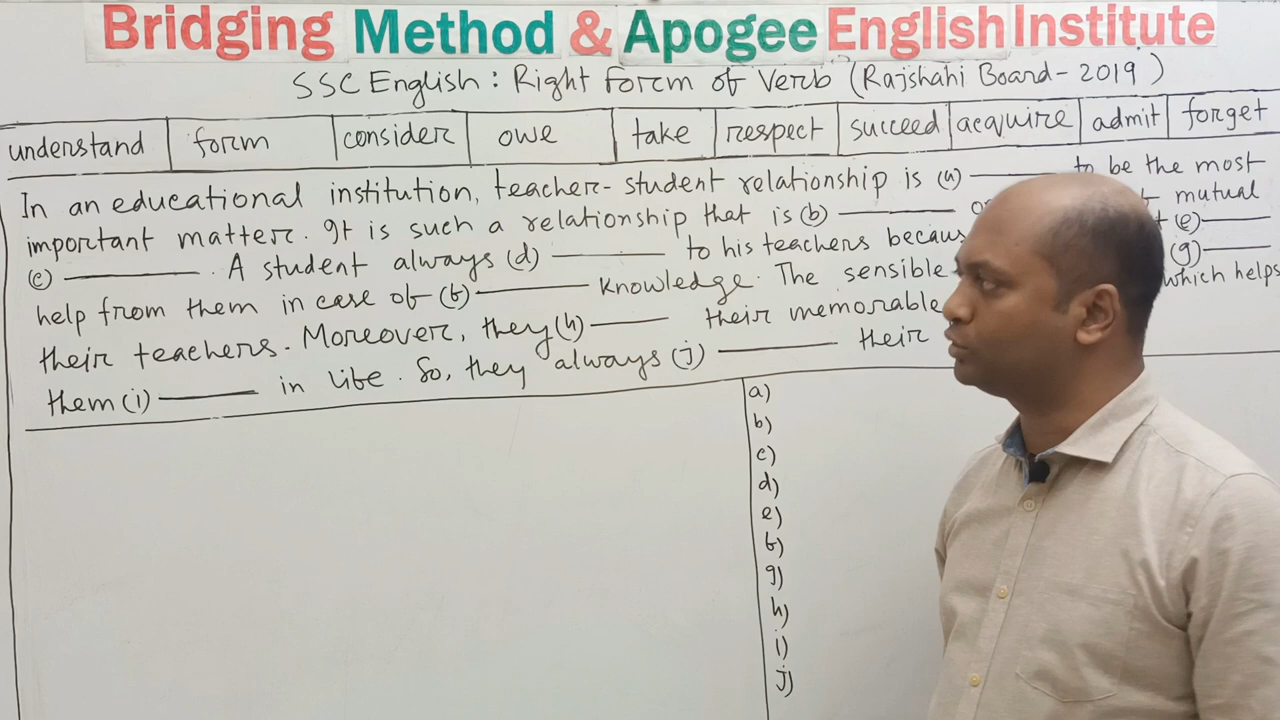 Bridging Method & Apogee English Institute
SSC English: Right Form of Verb (Rajshahi Board-2019)
understand form consider owe take respect succeed acquire admit forget
In an educational institution, teacher-student relationship is (a) ——— to be the most
important matter. It is such a relationship that is (b) ——— mutual
(c) ——— . A student always (d) ——— to his teachers (e) ———
help from them in case of (f) ——— knowledge. The sensible (g) ———
their teachers. Moreover, they (h) ——— their memorable which helps
them (i) ——— in life. So, they always (j) ——— their
a)
b)
c)
d)
e)
f)
g)
h)
i)
j)